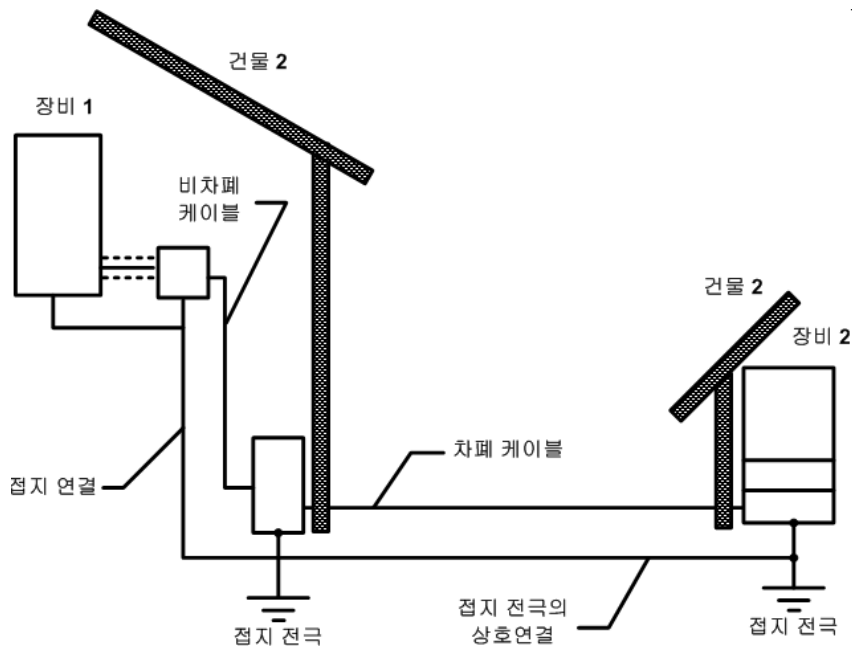 건물 2
장비 1
비차폐
케이블
건물 2
장비 2
차폐 케이블
접지 연결
접지 전극의
상호연결
접지 전극
접지 전극